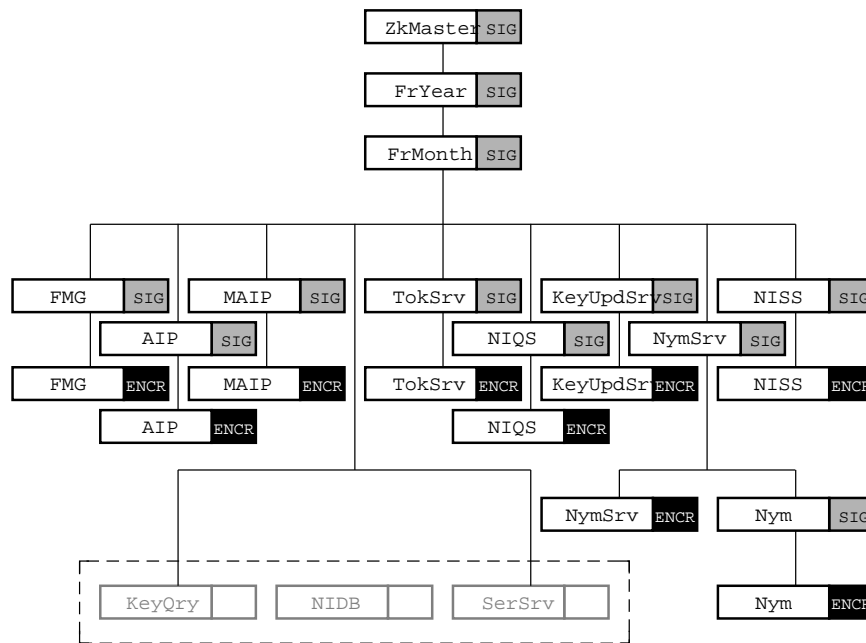 ZkMaster SIG
FrYear SIG
FrMonth SIG
FMG SIG
MAIP SIG
TokSrv SIG
KeyUpdSrv SIG
NISS SIG
AIP SIG
NIQS SIG
NymSrv SIG
FMG ENCR
MAIP ENCR
TokSrv ENCR
KeyUpdSrv ENCR
NISS ENCR
AIP ENCR
NIQS ENCR
NymSrv ENCR
Nym SIG
KeyQry
NIDB
SerSrv
Nym ENCR